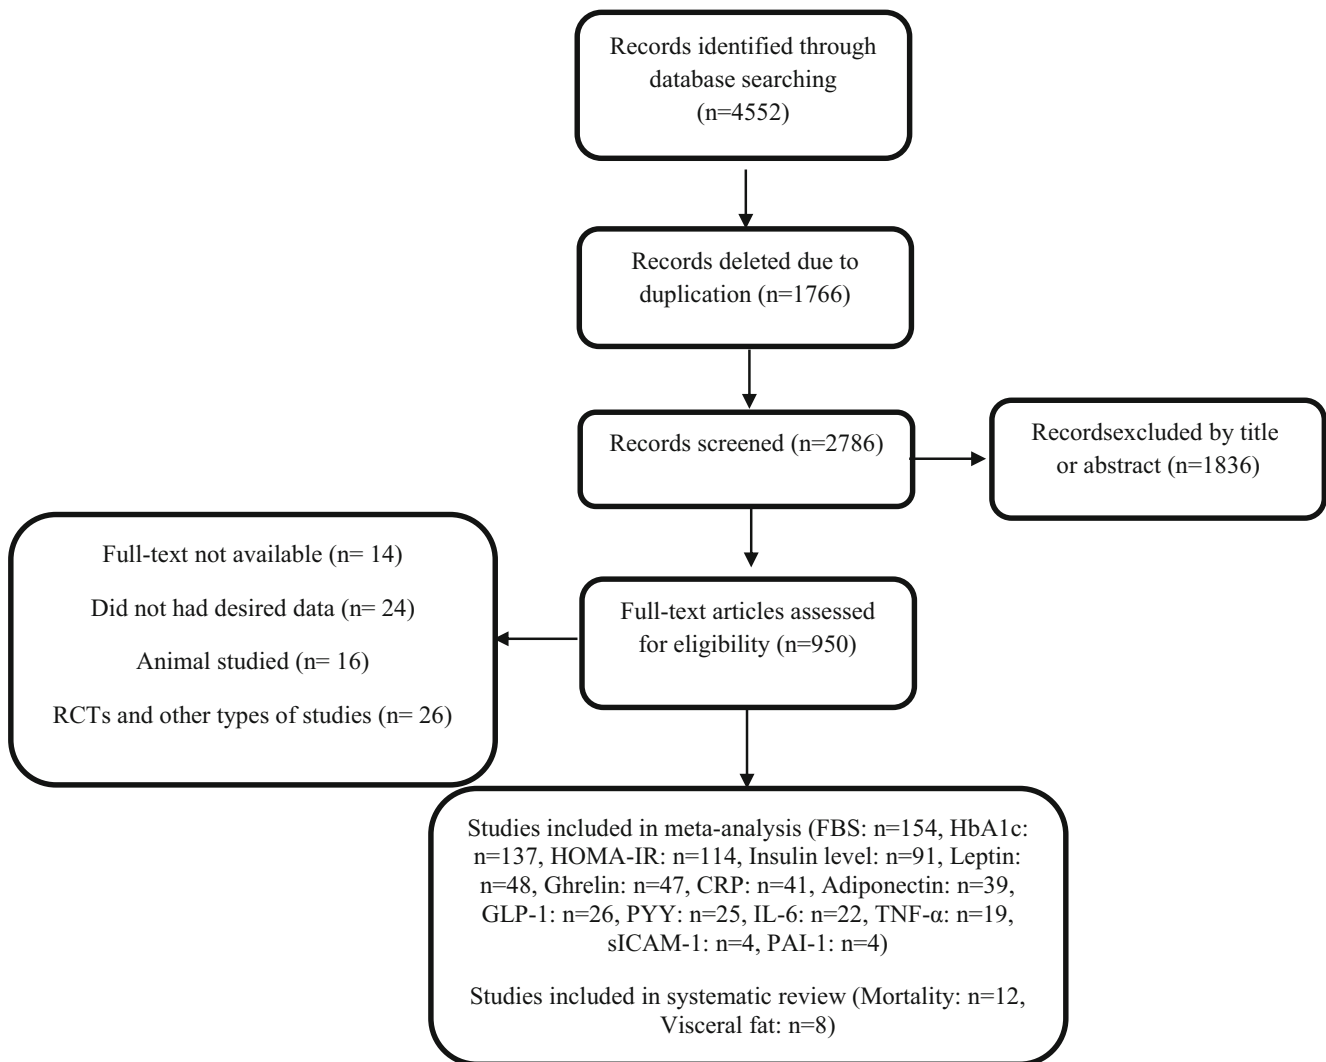 Records identified through
database searching
(n=4552)
Records deleted due to
duplication (n=1766)
Records screened (n=2786)
Recordsexcluded by title
or abstract (n=1836)
Full-text articles assessed
for eligibility (n=950)
Full-text not available (n= 14)
Did not had desired data (n= 24)
Animal studied (n= 16)
RCTs and other types of studies (n= 26)
Studies included in meta-analysis (FBS: n=154, HbA1c:
n=137, HOMA-IR: n=114, Insulin level: n=91, Leptin:
n=48, Ghrelin: n=47, CRP: n=41, Adiponectin: n=39,
GLP-1: n=26, PYY: n=25, IL-6: n=22, TNF-α: n=19,
sICAM-1: n=4, PAI-1: n=4)
Studies included in systematic review (Mortality: n=12,
Visceral fat: n=8)